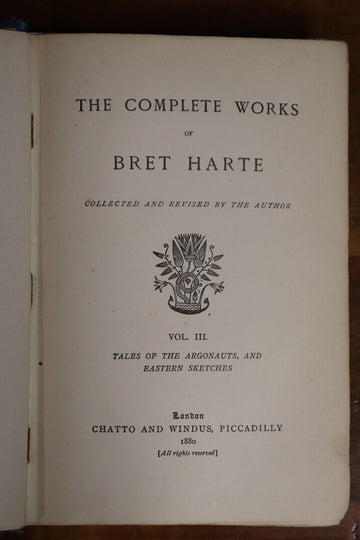 THE COMPLETE WORKS
OF
BRET HARTE
COLLECTED AND REVISED BY THE AUTHOR
VOL. III.
TALES OF THE ARGONAUTS, AND
EASTERN SKETCHES
London
CHATTO AND WINDUS, PICCADILLY
1880
[All rights reserved]